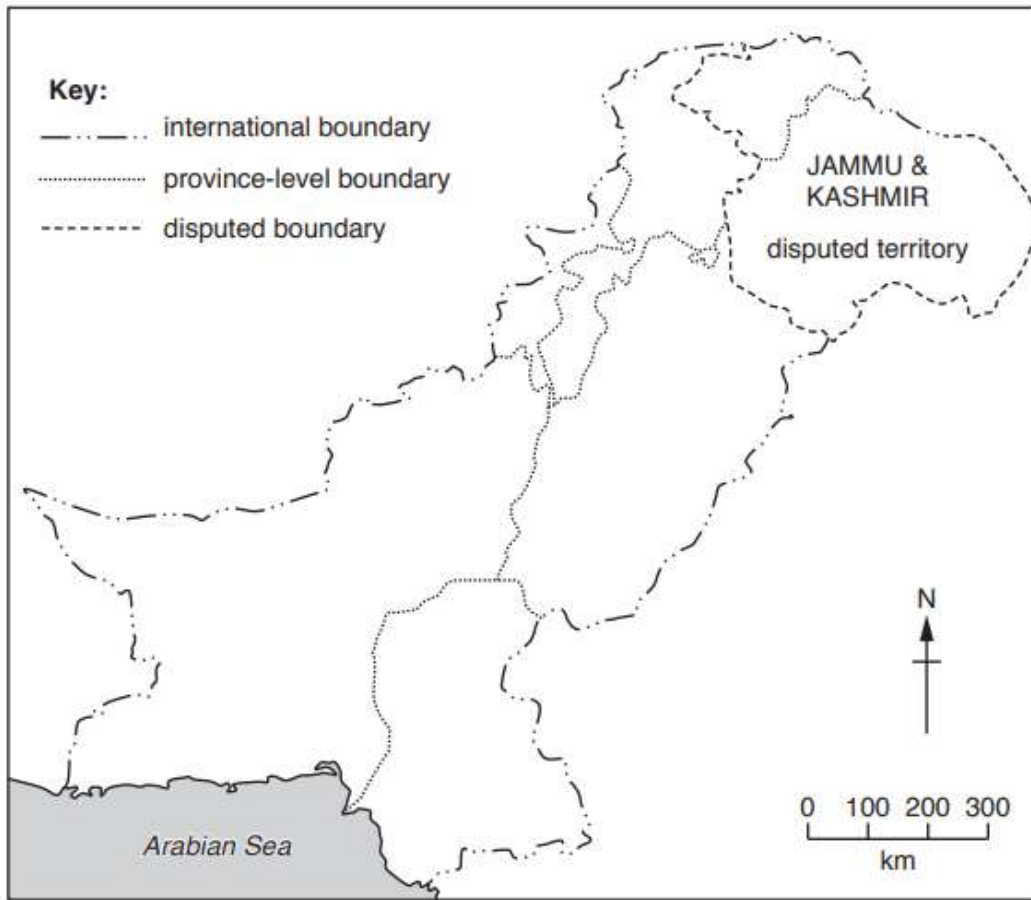 Key:
international boundary
province-level boundary
disputed boundary
JAMMU &
KASHMIR
disputed territory
N
0 100 200 300
km
Arabian Sea